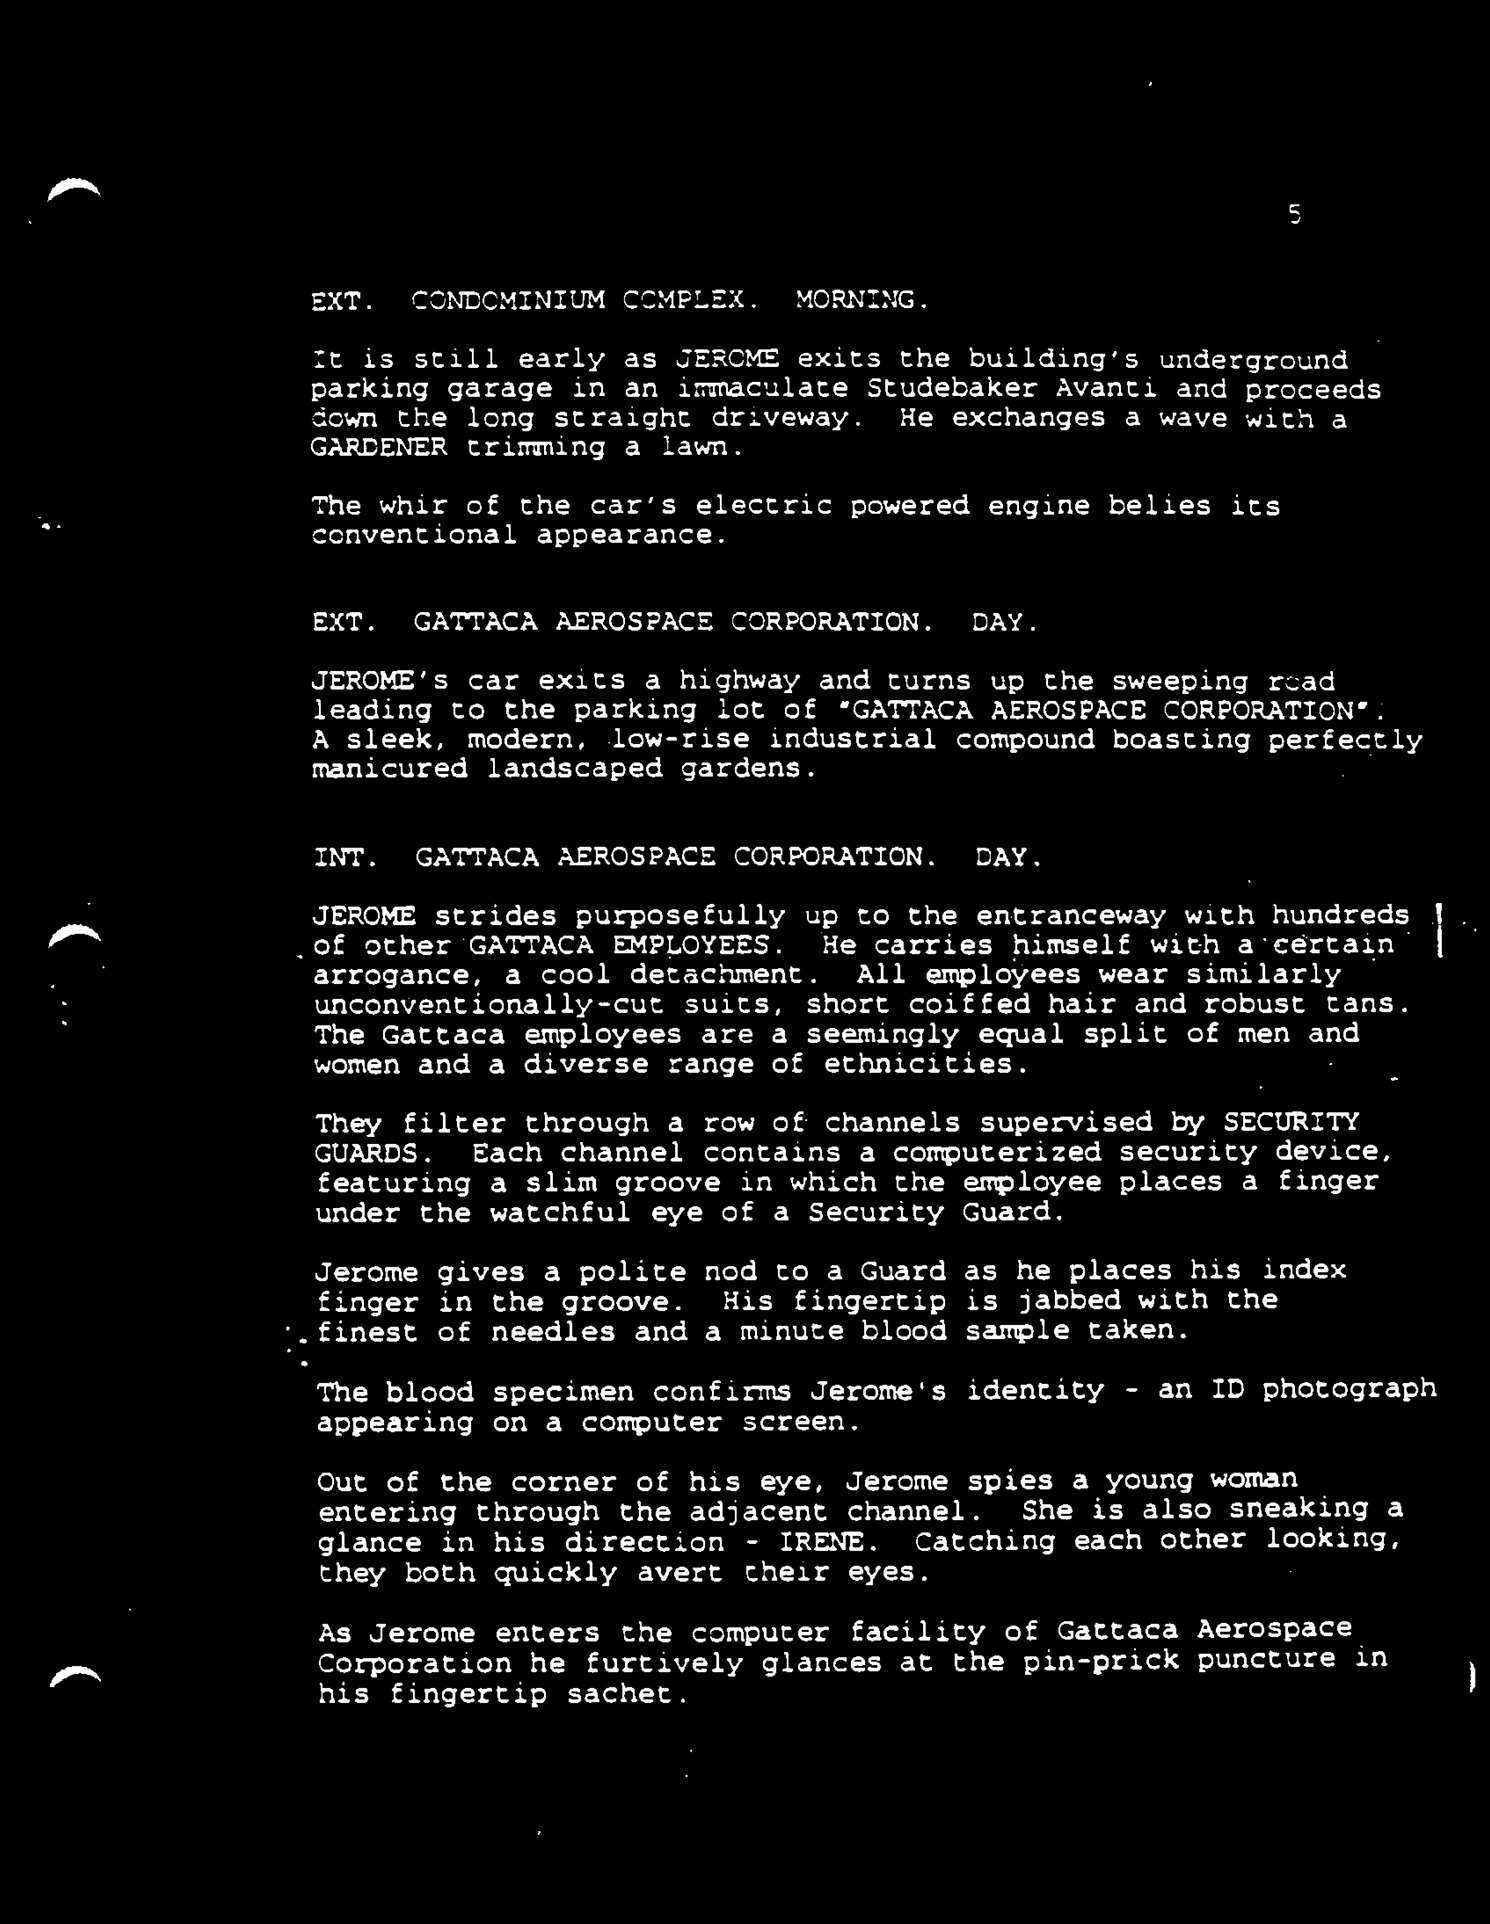 5
EXT.  CONDOMINIUM COMPLEX.  MORNING.
It is still early as JEROME exits the building's underground
parking garage in an immaculate Studebaker Avanti and proceeds
down the long straight driveway.  He exchanges a wave with a
GARDENER trimming a lawn.
The whir of the car's electric powered engine belies its
conventional appearance.
EXT.  GATTACA AEROSPACE CORPORATION.  DAY.
JEROME's car exits a highway and turns up the sweeping road
leading to the parking lot of "GATTACA AEROSPACE CORPORATION".
A sleek, modern, low-rise industrial compound boasting perfectly
manicured landscaped gardens.
INT.  GATTACA AEROSPACE CORPORATION.  DAY.
JEROME strides purposefully up to the entranceway with hundreds
of other GATTACA EMPLOYEES.  He carries himself with a certain
arrogance, a cool detachment.  All employees wear similarly
unconventionally-cut suits, short coiffed hair and robust tans.
The Gattaca employees are a seemingly equal split of men and
women and a diverse range of ethnicities.
They filter through a row of channels supervised by SECURITY
GUARDS.  Each channel contains a computerized security device,
featuring a slim groove in which the employee places a finger
under the watchful eye of a Security Guard.
Jerome gives a polite nod to a Guard as he places his index
finger in the groove.  His fingertip is jabbed with the
finest of needles and a minute blood sample taken.
The blood specimen confirms Jerome's identity - an ID photograph
appearing on a computer screen.
Out of the corner of his eye, Jerome spies a young woman
entering through the adjacent channel.  She is also sneaking a
glance in his direction - IRENE.  Catching each other looking,
they both quickly avert their eyes.
As Jerome enters the computer facility of Gattaca Aerospace
Corporation he furtively glances at the pin-prick puncture in
his fingertip sachet.